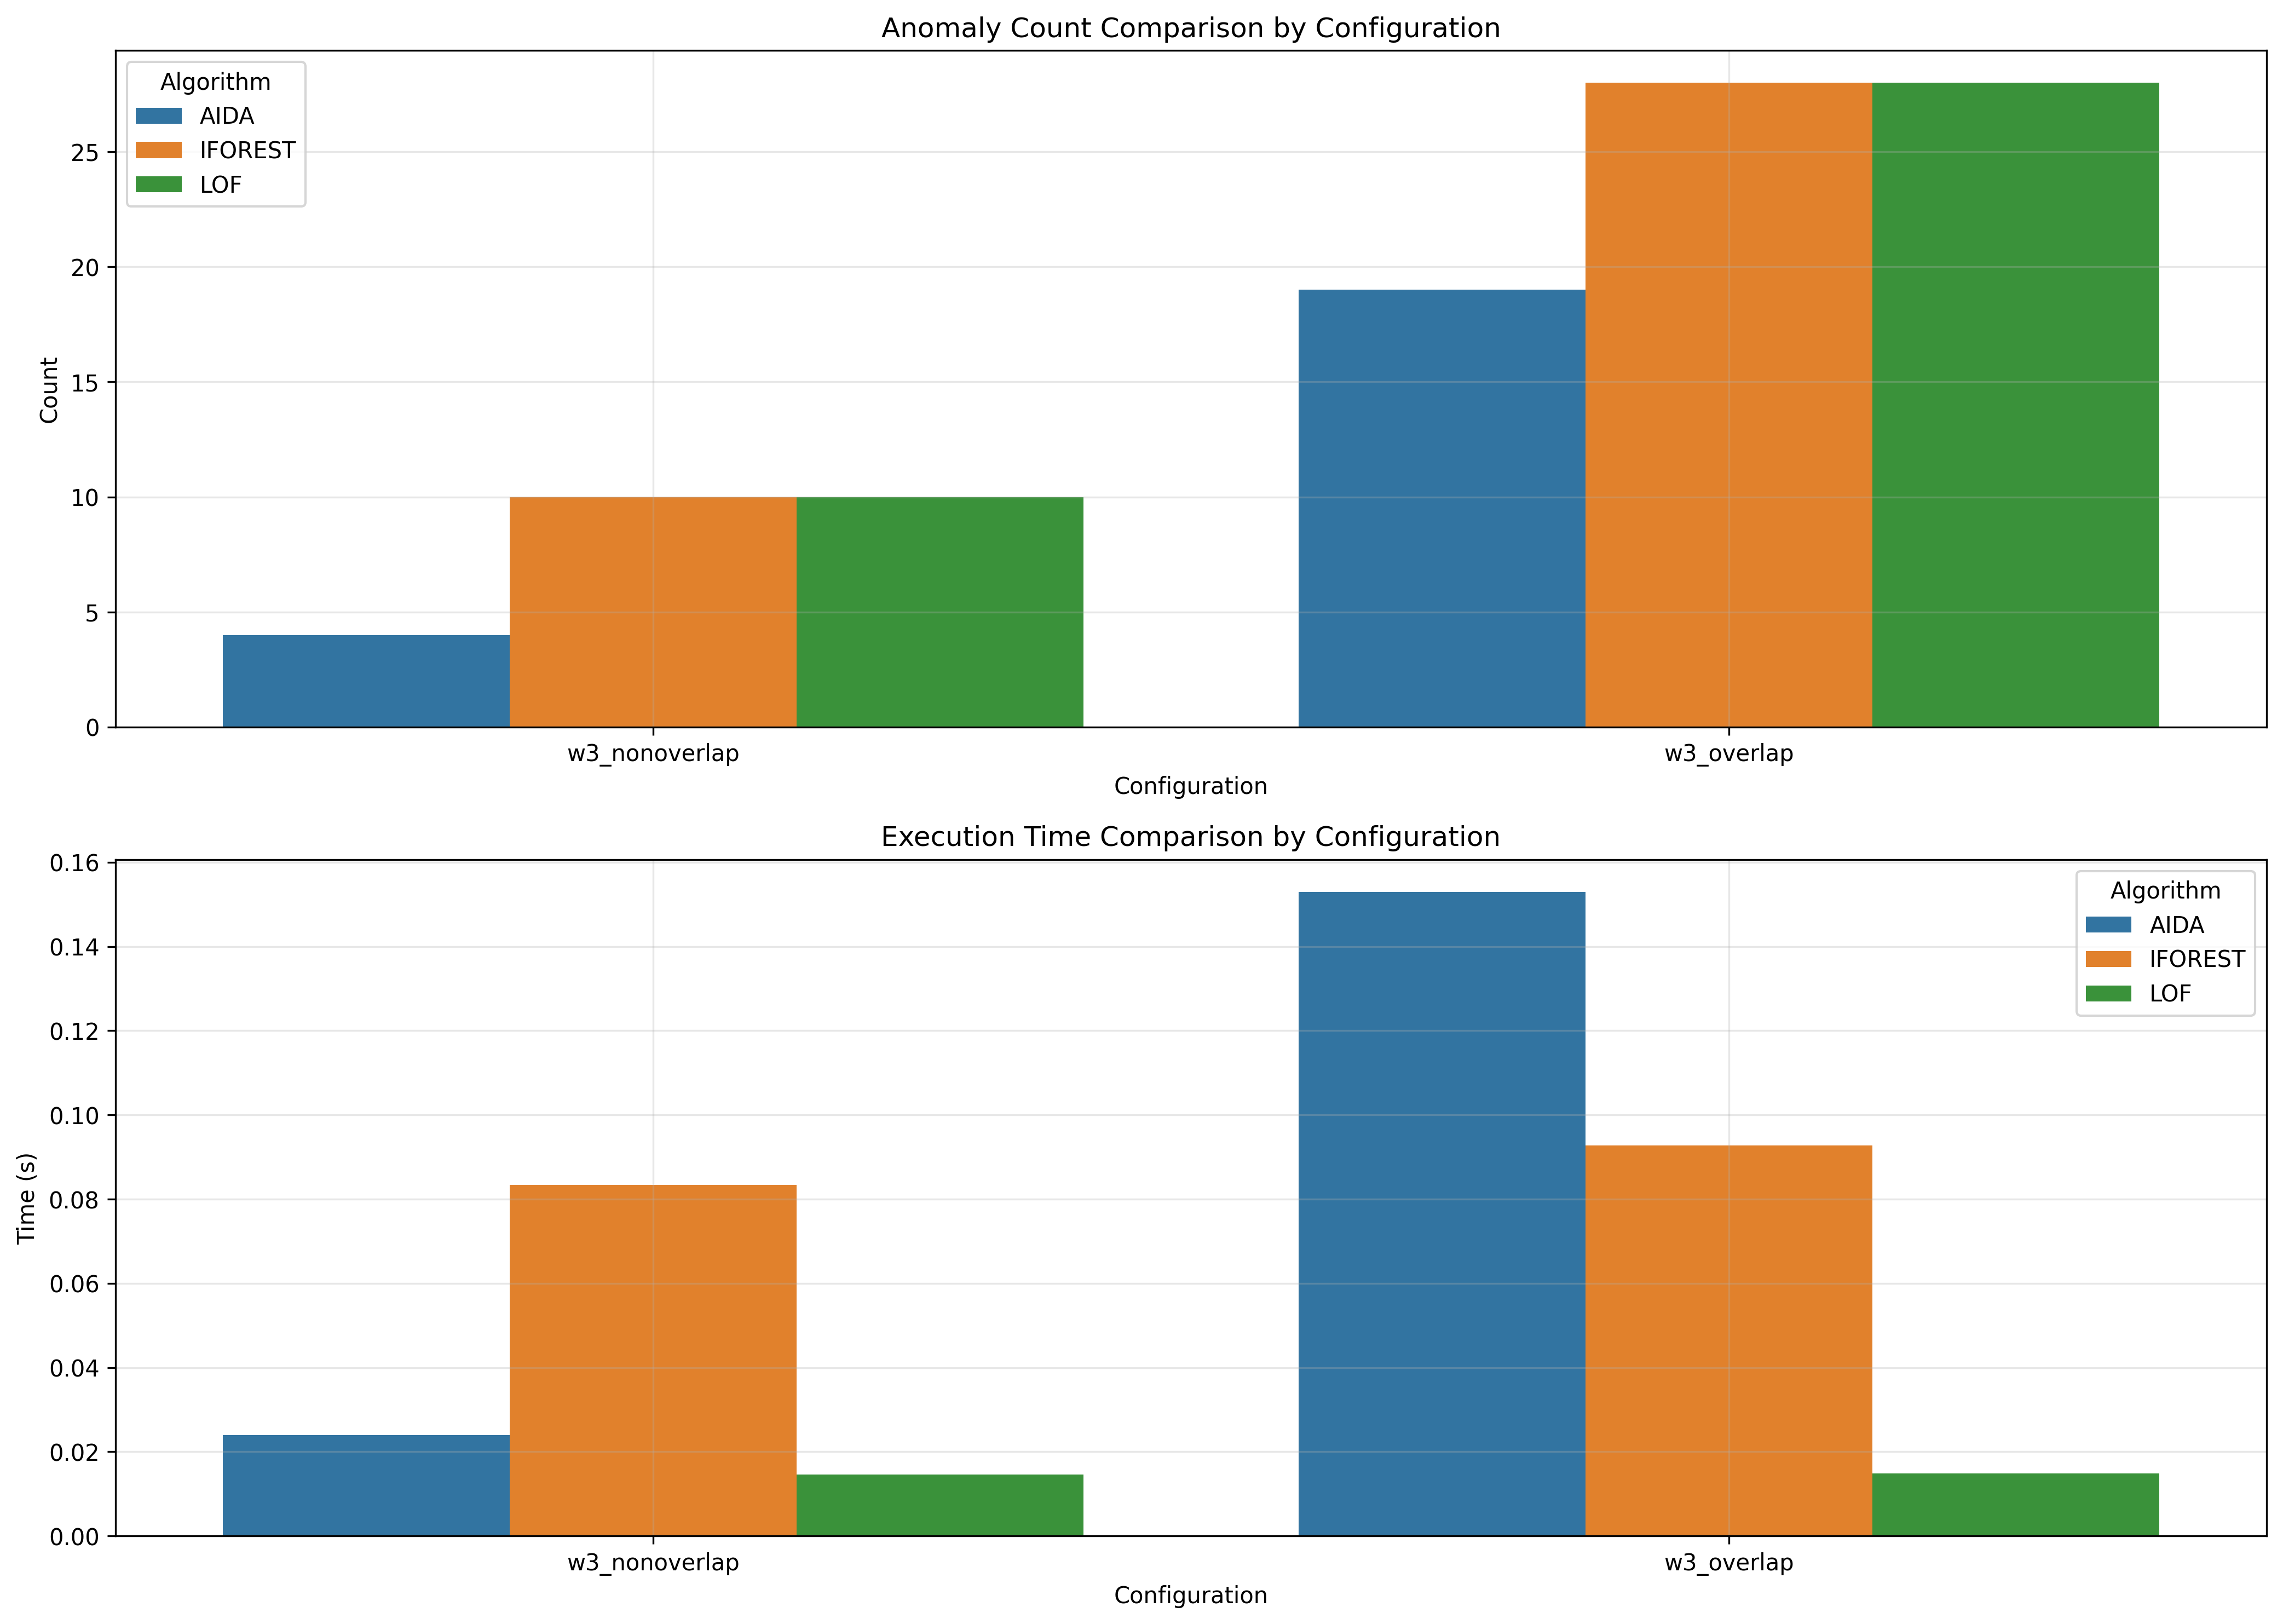 Anomaly Count Comparison by Configuration
Algorithm
AIDA
IFOREST
LOF
Count
25
20
15
10
5
0
w3_nonoverlap
w3_overlap
Configuration
Execution Time Comparison by Configuration
Algorithm
AIDA
IFOREST
LOF
Time (s)
0.16
0.14
0.12
0.10
0.08
0.06
0.04
0.02
0.00
w3_nonoverlap
w3_overlap
Configuration